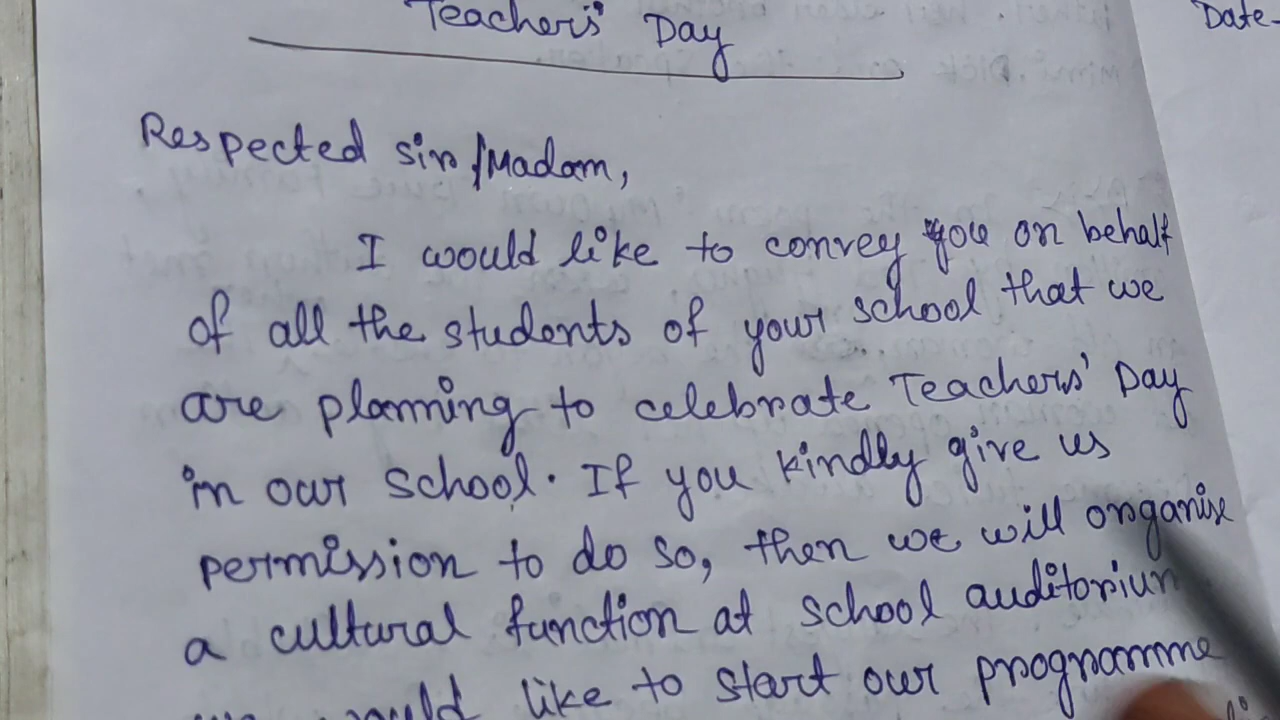 Teachers' Day
Date-
Respected sir/Madam,
I would like to convey you on behalf
of all the students of your school that we
are planning to celebrate Teachers' Day
in our school. If you kindly give us
permission to do so, then we will organise
a cultural function at school auditorium
would like to start our programme